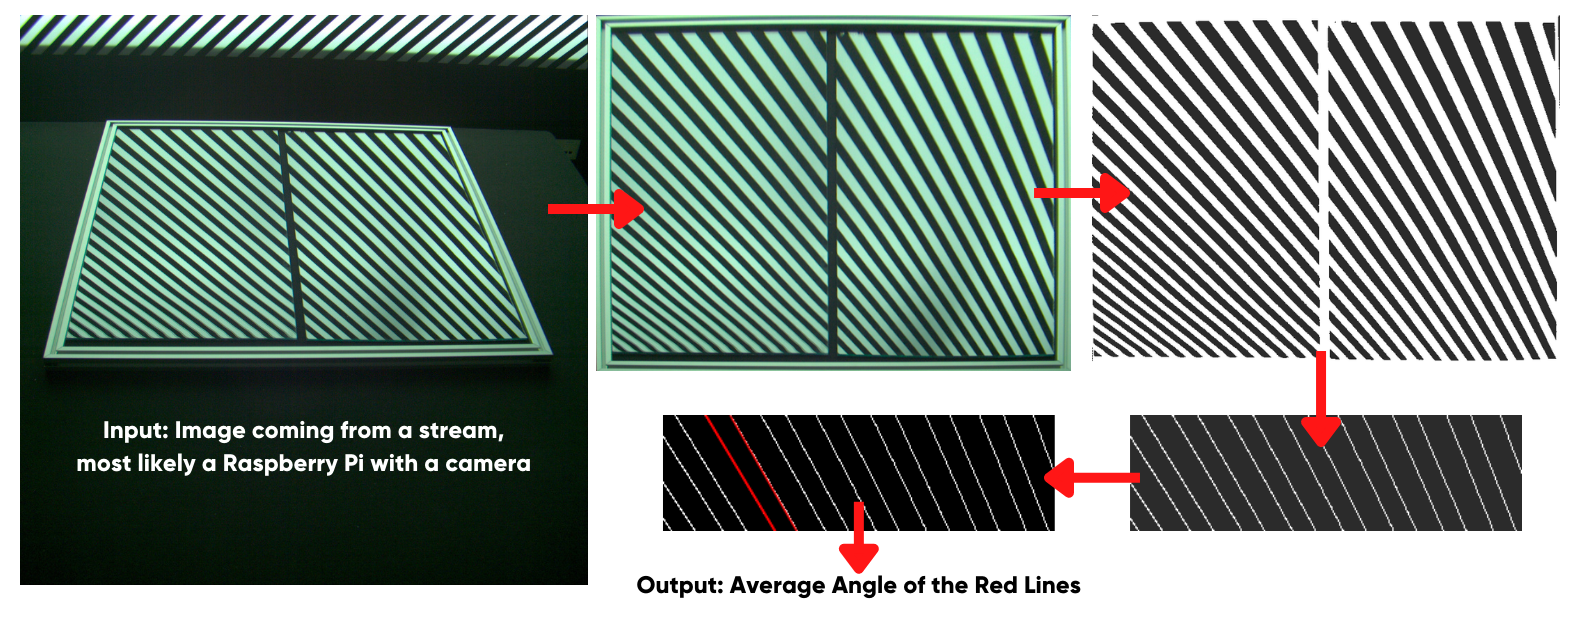 Input: Image coming from a stream,
most likely a Raspberry Pi with a camera
Output: Average Angle of the Red Lines